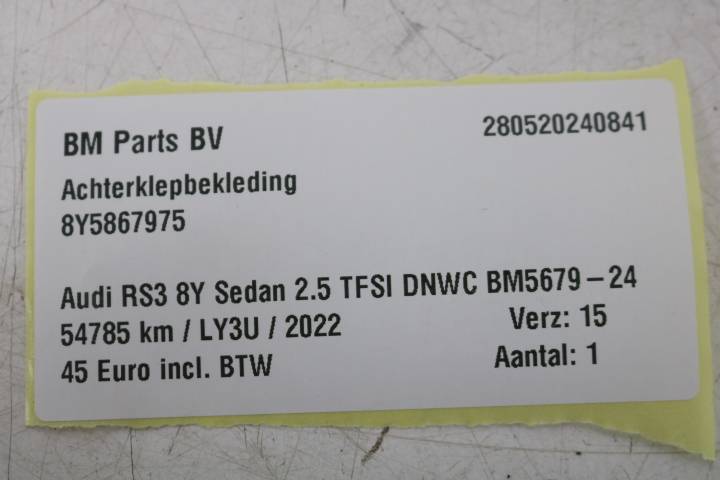 BM Parts BV 280520240841
Achterklepbekleding
8Y5867975
Audi RS3 8Y Sedan 2.5 TFSI DNWC BM5679-24
54785 km / LY3U / 2022 Verz: 15
45 Euro incl. BTW Aantal: 1